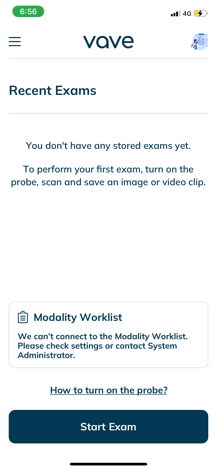 6:56
4G
vave
Recent Exams
You don't have any stored exams yet.
To perform your first exam, turn on the
probe, scan and save an image or video clip.
Modality Worklist
We can't connect to the Modality Worklist.
Please check settings or contact System
Administrator.
How to turn on the probe?
Start Exam